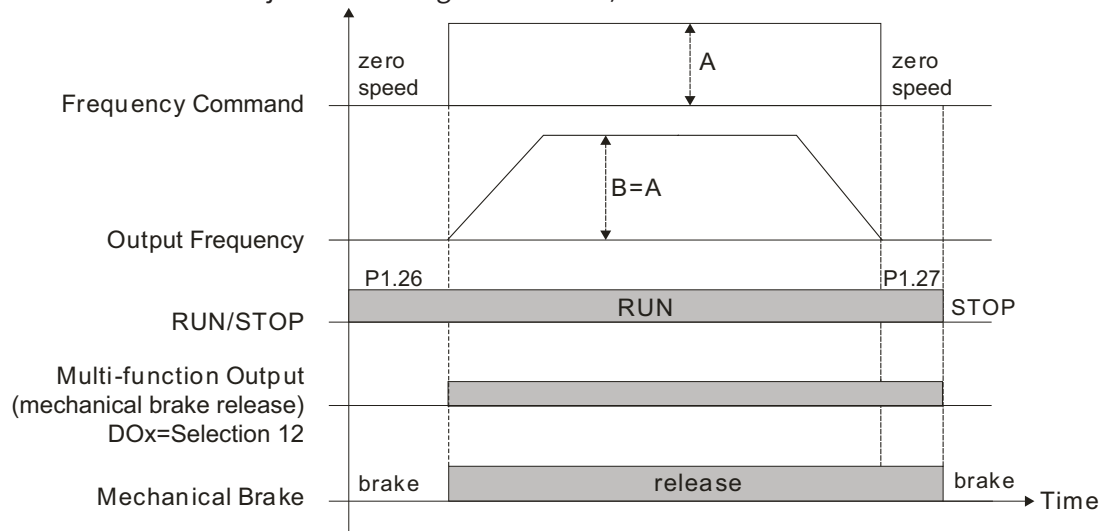 zero
speed
A
zero
speed
Frequency Command
B=A
Output Frequency
P1.26
P1.27
RUN
STOP
RUN/STOP
Multi-function Output
(mechanical brake release)
DOx=Selection 12
brake
release
brake
Mechanical Brake
Time